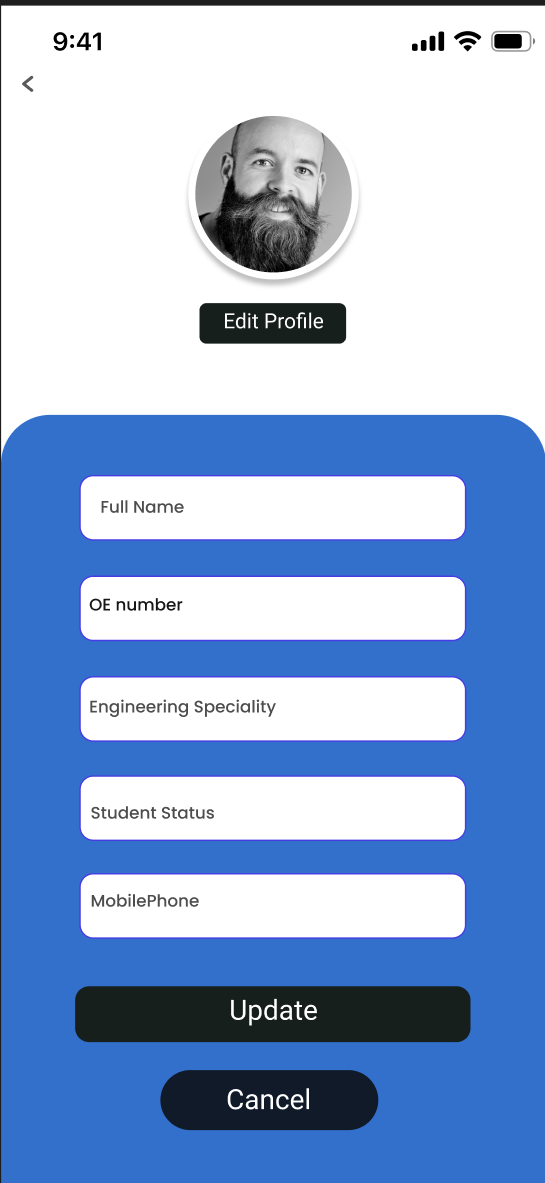 9:41
Edit Profile
Full Name
OE number
Engineering Speciality
Student Status
MobilePhone
Update
Cancel